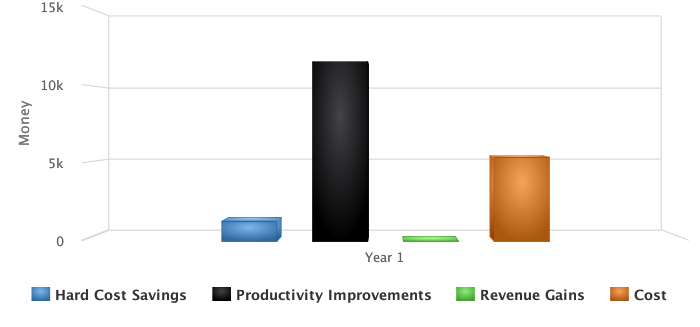 15k
10k
5k
0
Money
Year 1
Hard Cost Savings Productivity Improvements Revenue Gains Cost